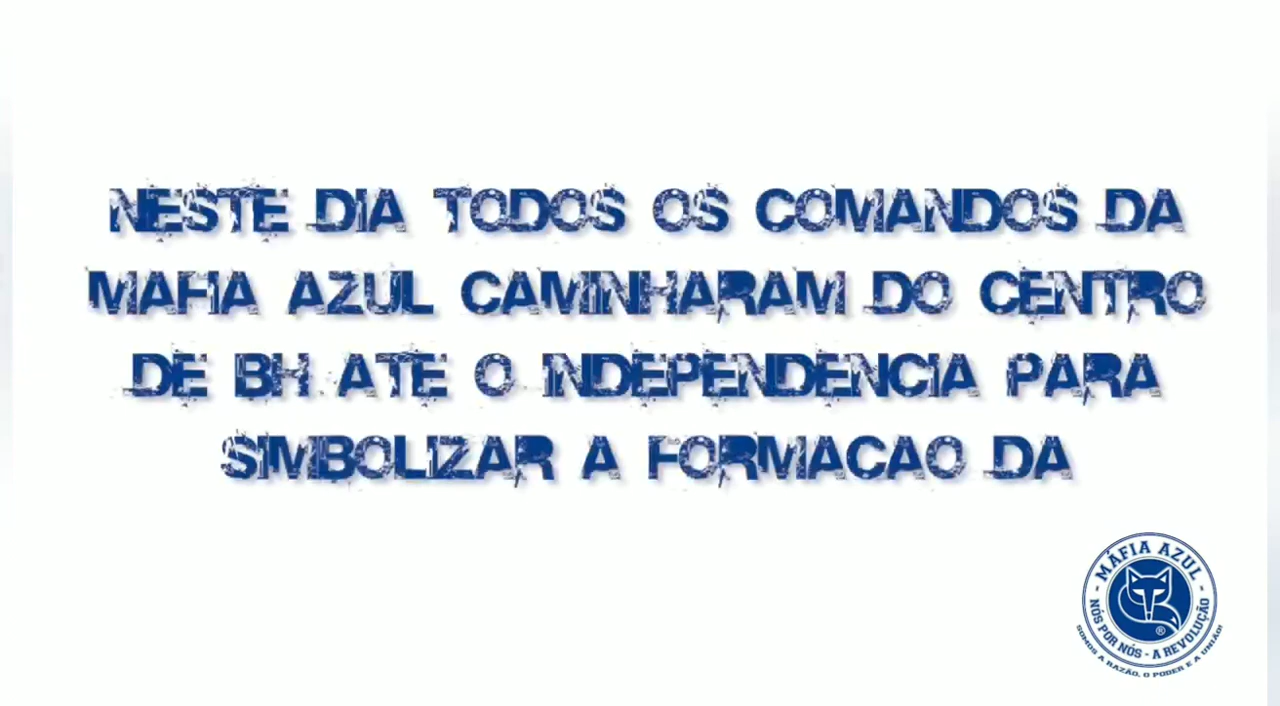 NESTE DIA TODOS OS COMANDOS DA
MAFIA AZUL CAMINHARAM DO CENTRO
DE BH ATE O INDEPENDENCIA PARA
SIMBOLIZAR A FORMACAO DA
- MÁFIA AZUL -
NÓS POR NÓS - A REVOLUÇÃO
®
SOMOS A RAZÃO, O PODER E A UNIÃO!